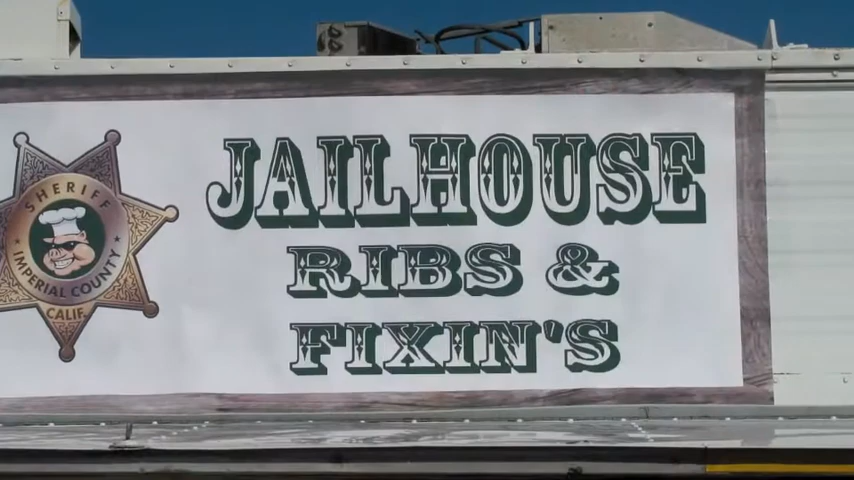 JAILHOUSE
RIBS &
FIXIN'S
SHERIFF
IMPERIAL COUNTY
CALIF.